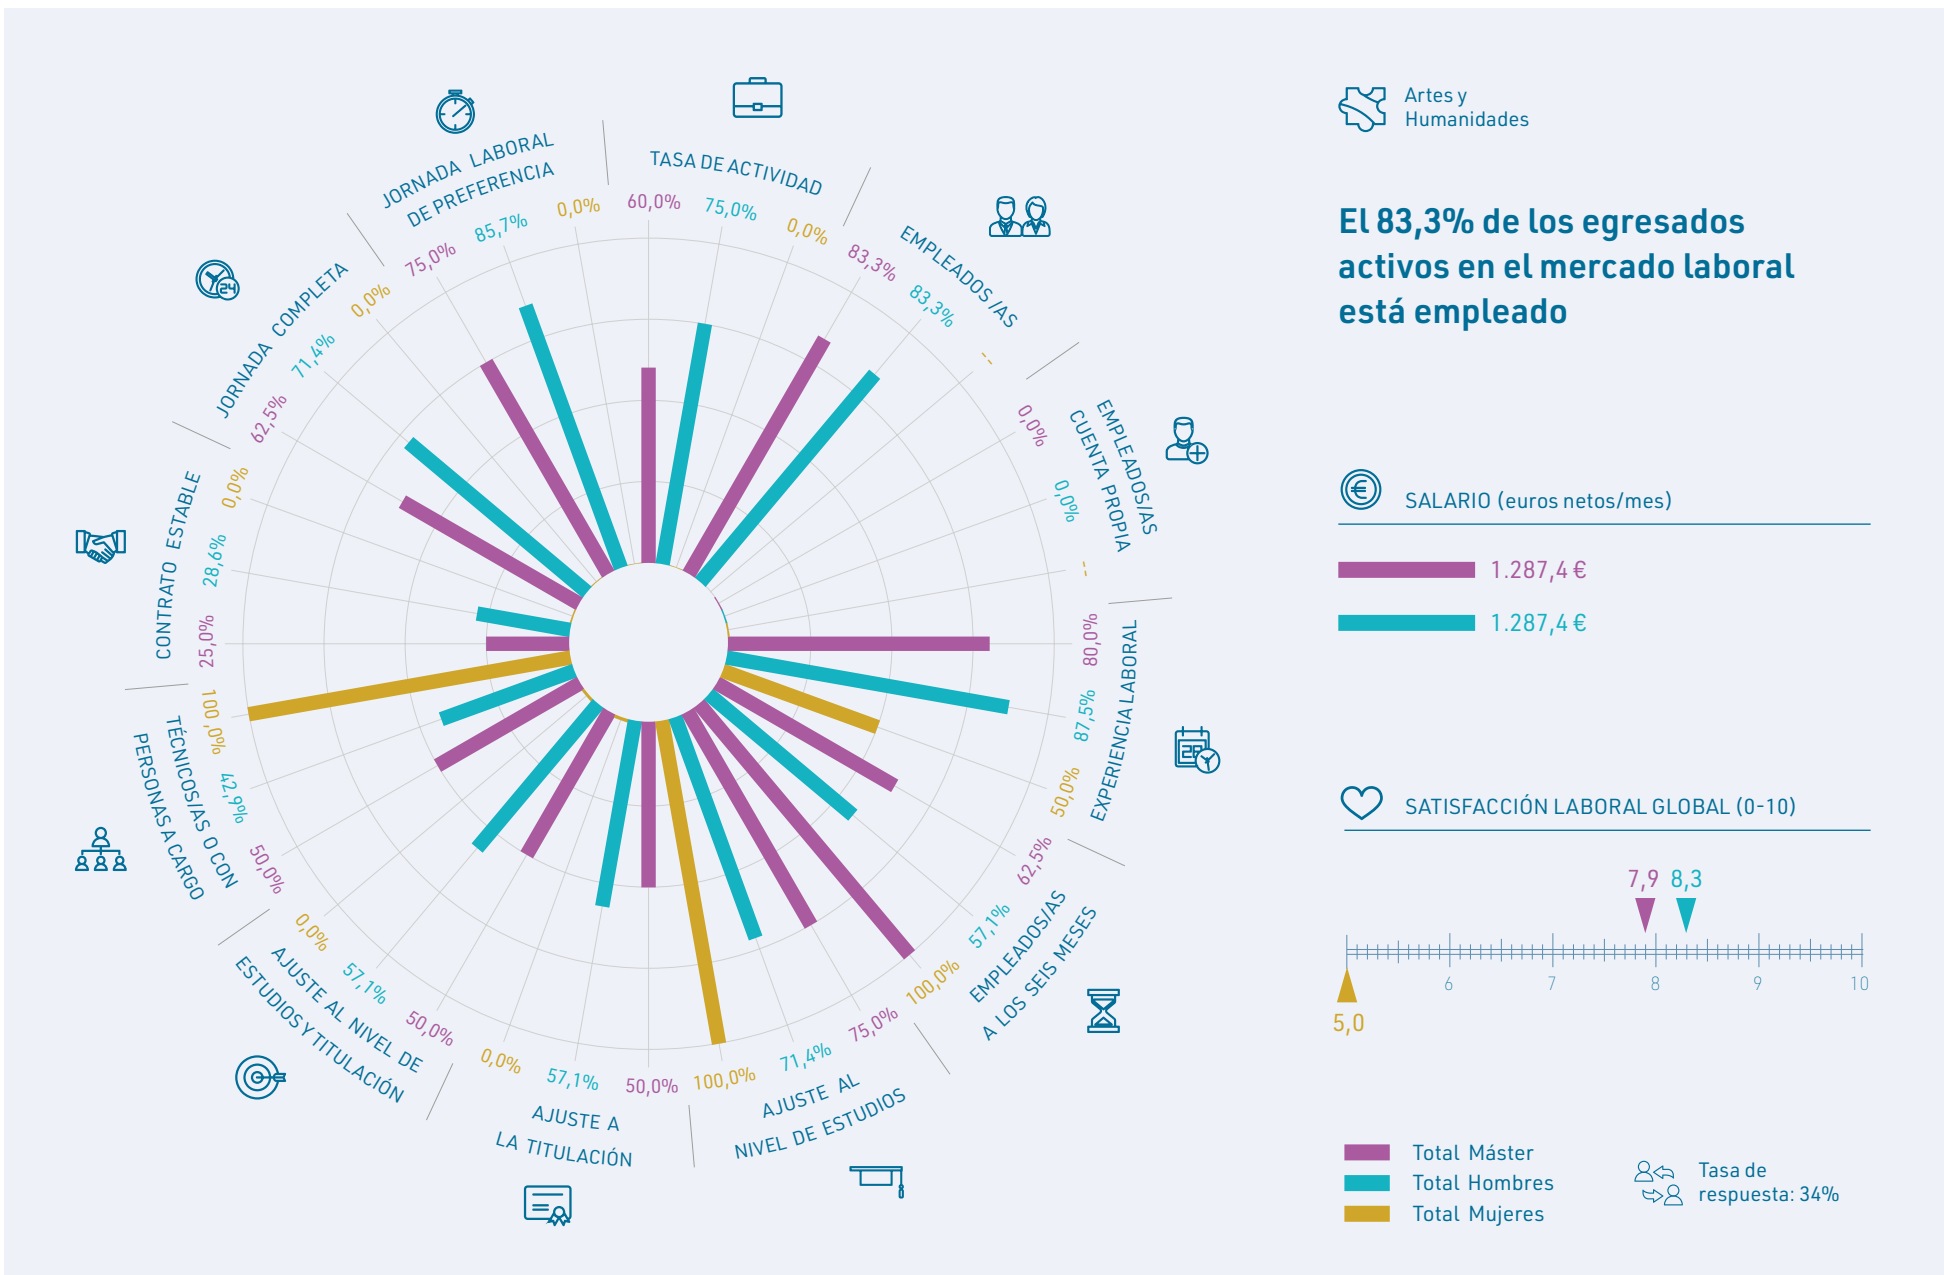 TASA DE ACTIVIDAD
60,0%
75,0%
0,0%
EMPLEADOS /AS
83,3%
83,3%
--
EMPLEADOS/AS
CUENTA PROPIA
0,0%
0,0%
--
EXPERIENCIA LABORAL
80,0%
87,5%
50,0%
EMPLEADOS/AS
A LOS SEIS MESES
62,5%
57,1%
100,0%
AJUSTE AL
NIVEL DE ESTUDIOS
75,0%
71,4%
100,0%
AJUSTE A
LA TITULACIÓN
50,0%
57,1%
0,0%
AJUSTE AL NIVEL DE
ESTUDIOS Y TITULACIÓN
50,0%
57,1%
0,0%
TÉCNICOS/AS O CON
PERSONAS A CARGO
50,0%
42,9%
100,0%
CONTRATO ESTABLE
25,0%
28,6%
0,0%
JORNADA COMPLETA
62,5%
71,4%
0,0%
JORNADA LABORAL
DE PREFERENCIA
75,0%
85,7%
0,0%
24
28
Artes y
Humanidades
El 83,3% de los egresados
activos en el mercado laboral
está empleado
€
SALARIO (euros netos/mes)
1.287,4 €
1.287,4 €
SATISFACCIÓN LABORAL GLOBAL (0-10)
7,9 8,3
6 7 8 9 10
5,0
Total Máster
Total Hombres
Total Mujeres
Tasa de
respuesta: 34%